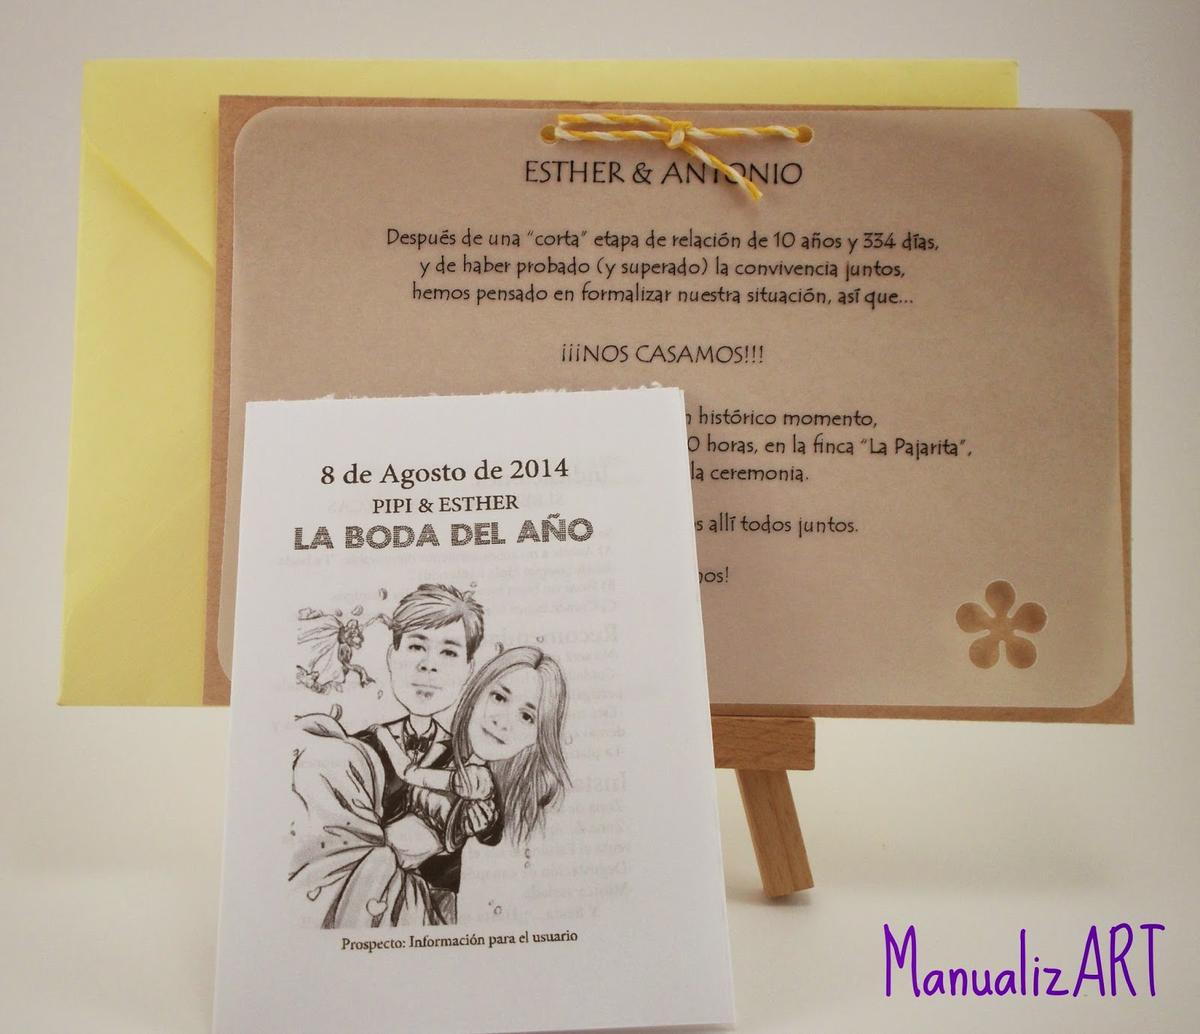 ESTHER & ANTONIO
Después de una “corta” etapa de relación de 10 años y 334 días,
y de haber probado (y superado) la convivencia juntos,
hemos pensado en formalizar nuestra situación, así que...
¡¡¡NOS CASAMOS!!!
histórico momento,
0 horas, en la finca “La Pajarita”,
la ceremonia.
allí todos juntos.
8 de Agosto de 2014
PIPI & ESTHER
LA BODA DEL AÑO
Prospecto: Información para el usuario
ManualizART